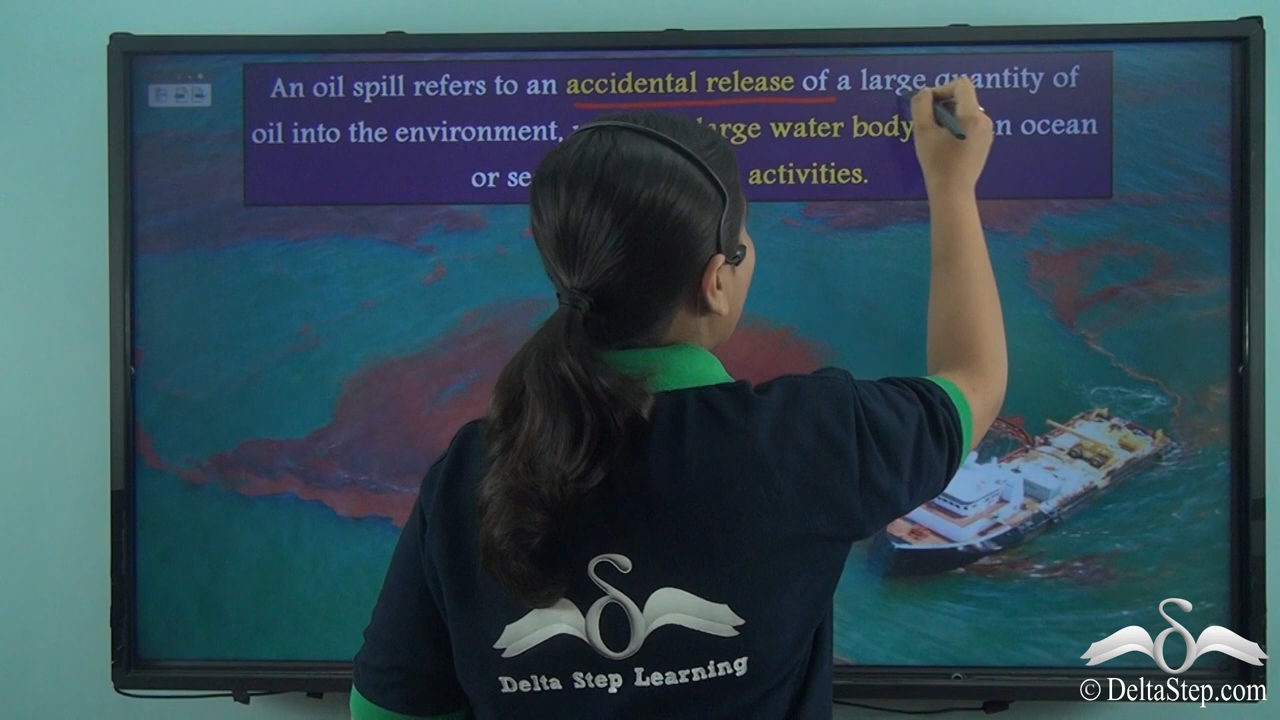 An oil spill refers to an accidental release of a large quantity of
oil into the environment, large water body an ocean
or activities.
Delta Step Learning
© DeltaStep.com